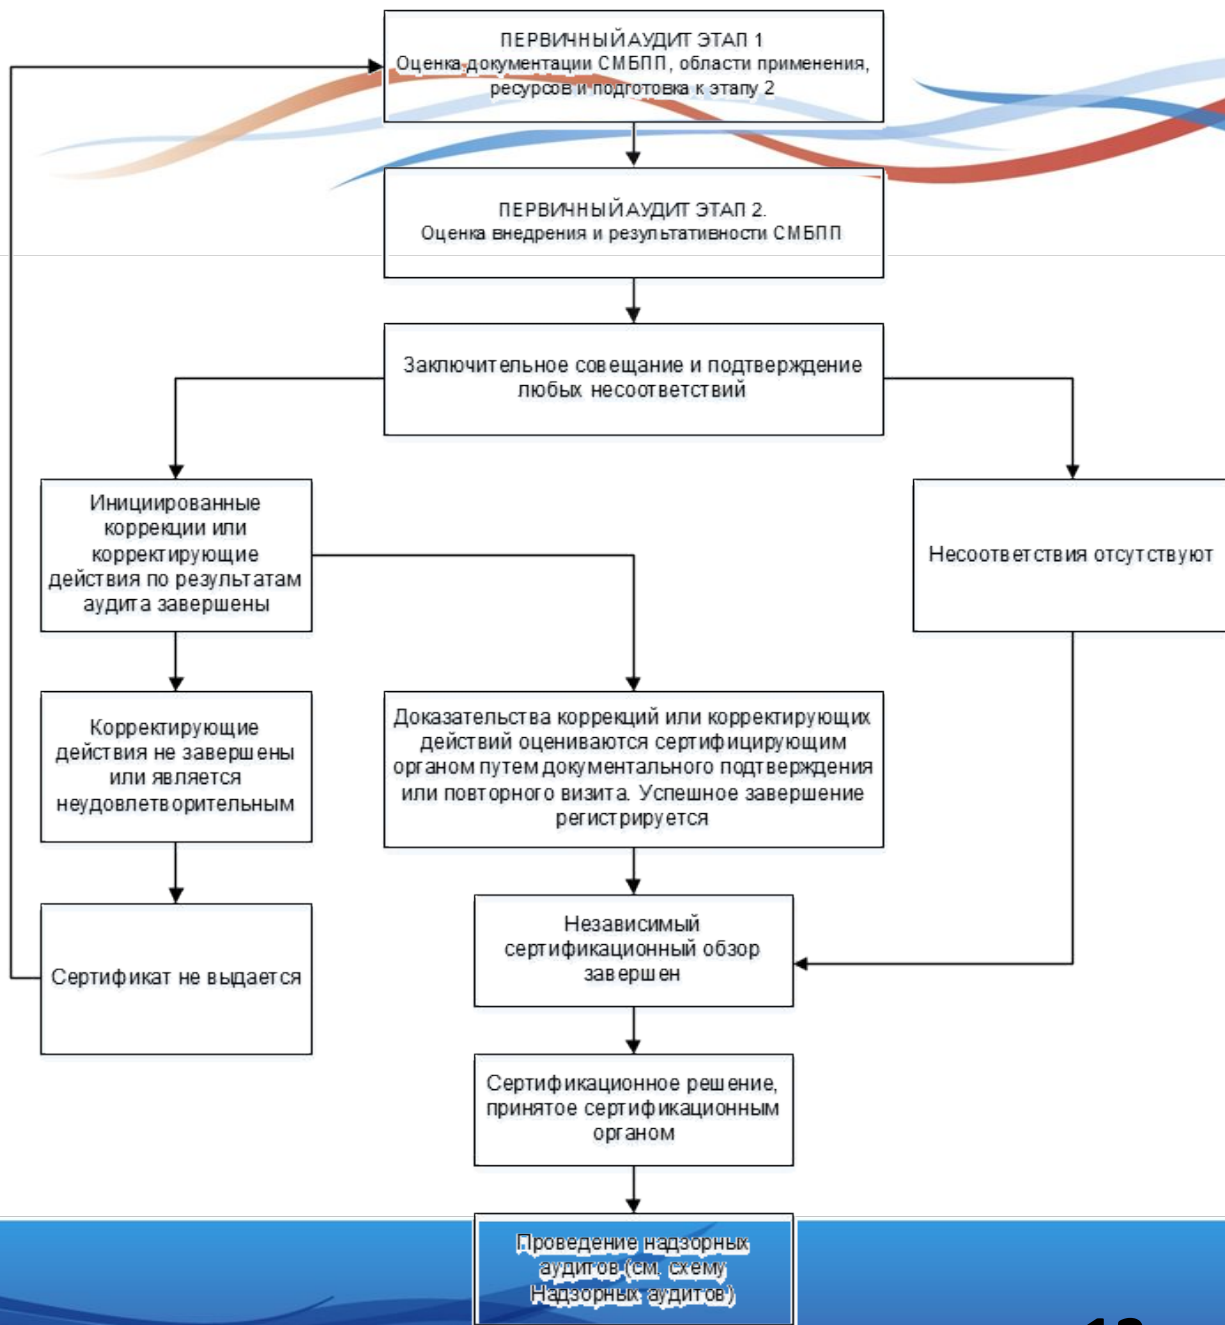 ПЕРВИЧНЫЙ АУДИТ ЭТАП 1
Оценка документации СМБПП, области применения,
ресурсов и подготовка к этапу 2
ПЕРВИЧНЫЙ АУДИТ ЭТАП 2.
Оценка внедрения и результативности СМБПП
Заключительное совещание и подтверждение
любых несоответствий
Инициированные
коррекции или
корректирующие
действия по результатам
аудита завершены
Несоответствия отсутствуют
Корректирующие
действия не завершены
или является
неудовлетворительным
Доказательства коррекций или корректирующих
действий оцениваются сертифицирующим
органом путем документального подтверждения
или повторного визита. Успешное завершение
регистрируется
Сертификат не выдается
Независимый
сертификационный обзор
завершен
Сертификационное решение,
принятое сертификационным
органом
Проведение надзорных
аудитов (см. схему
Надзорных аудитов)